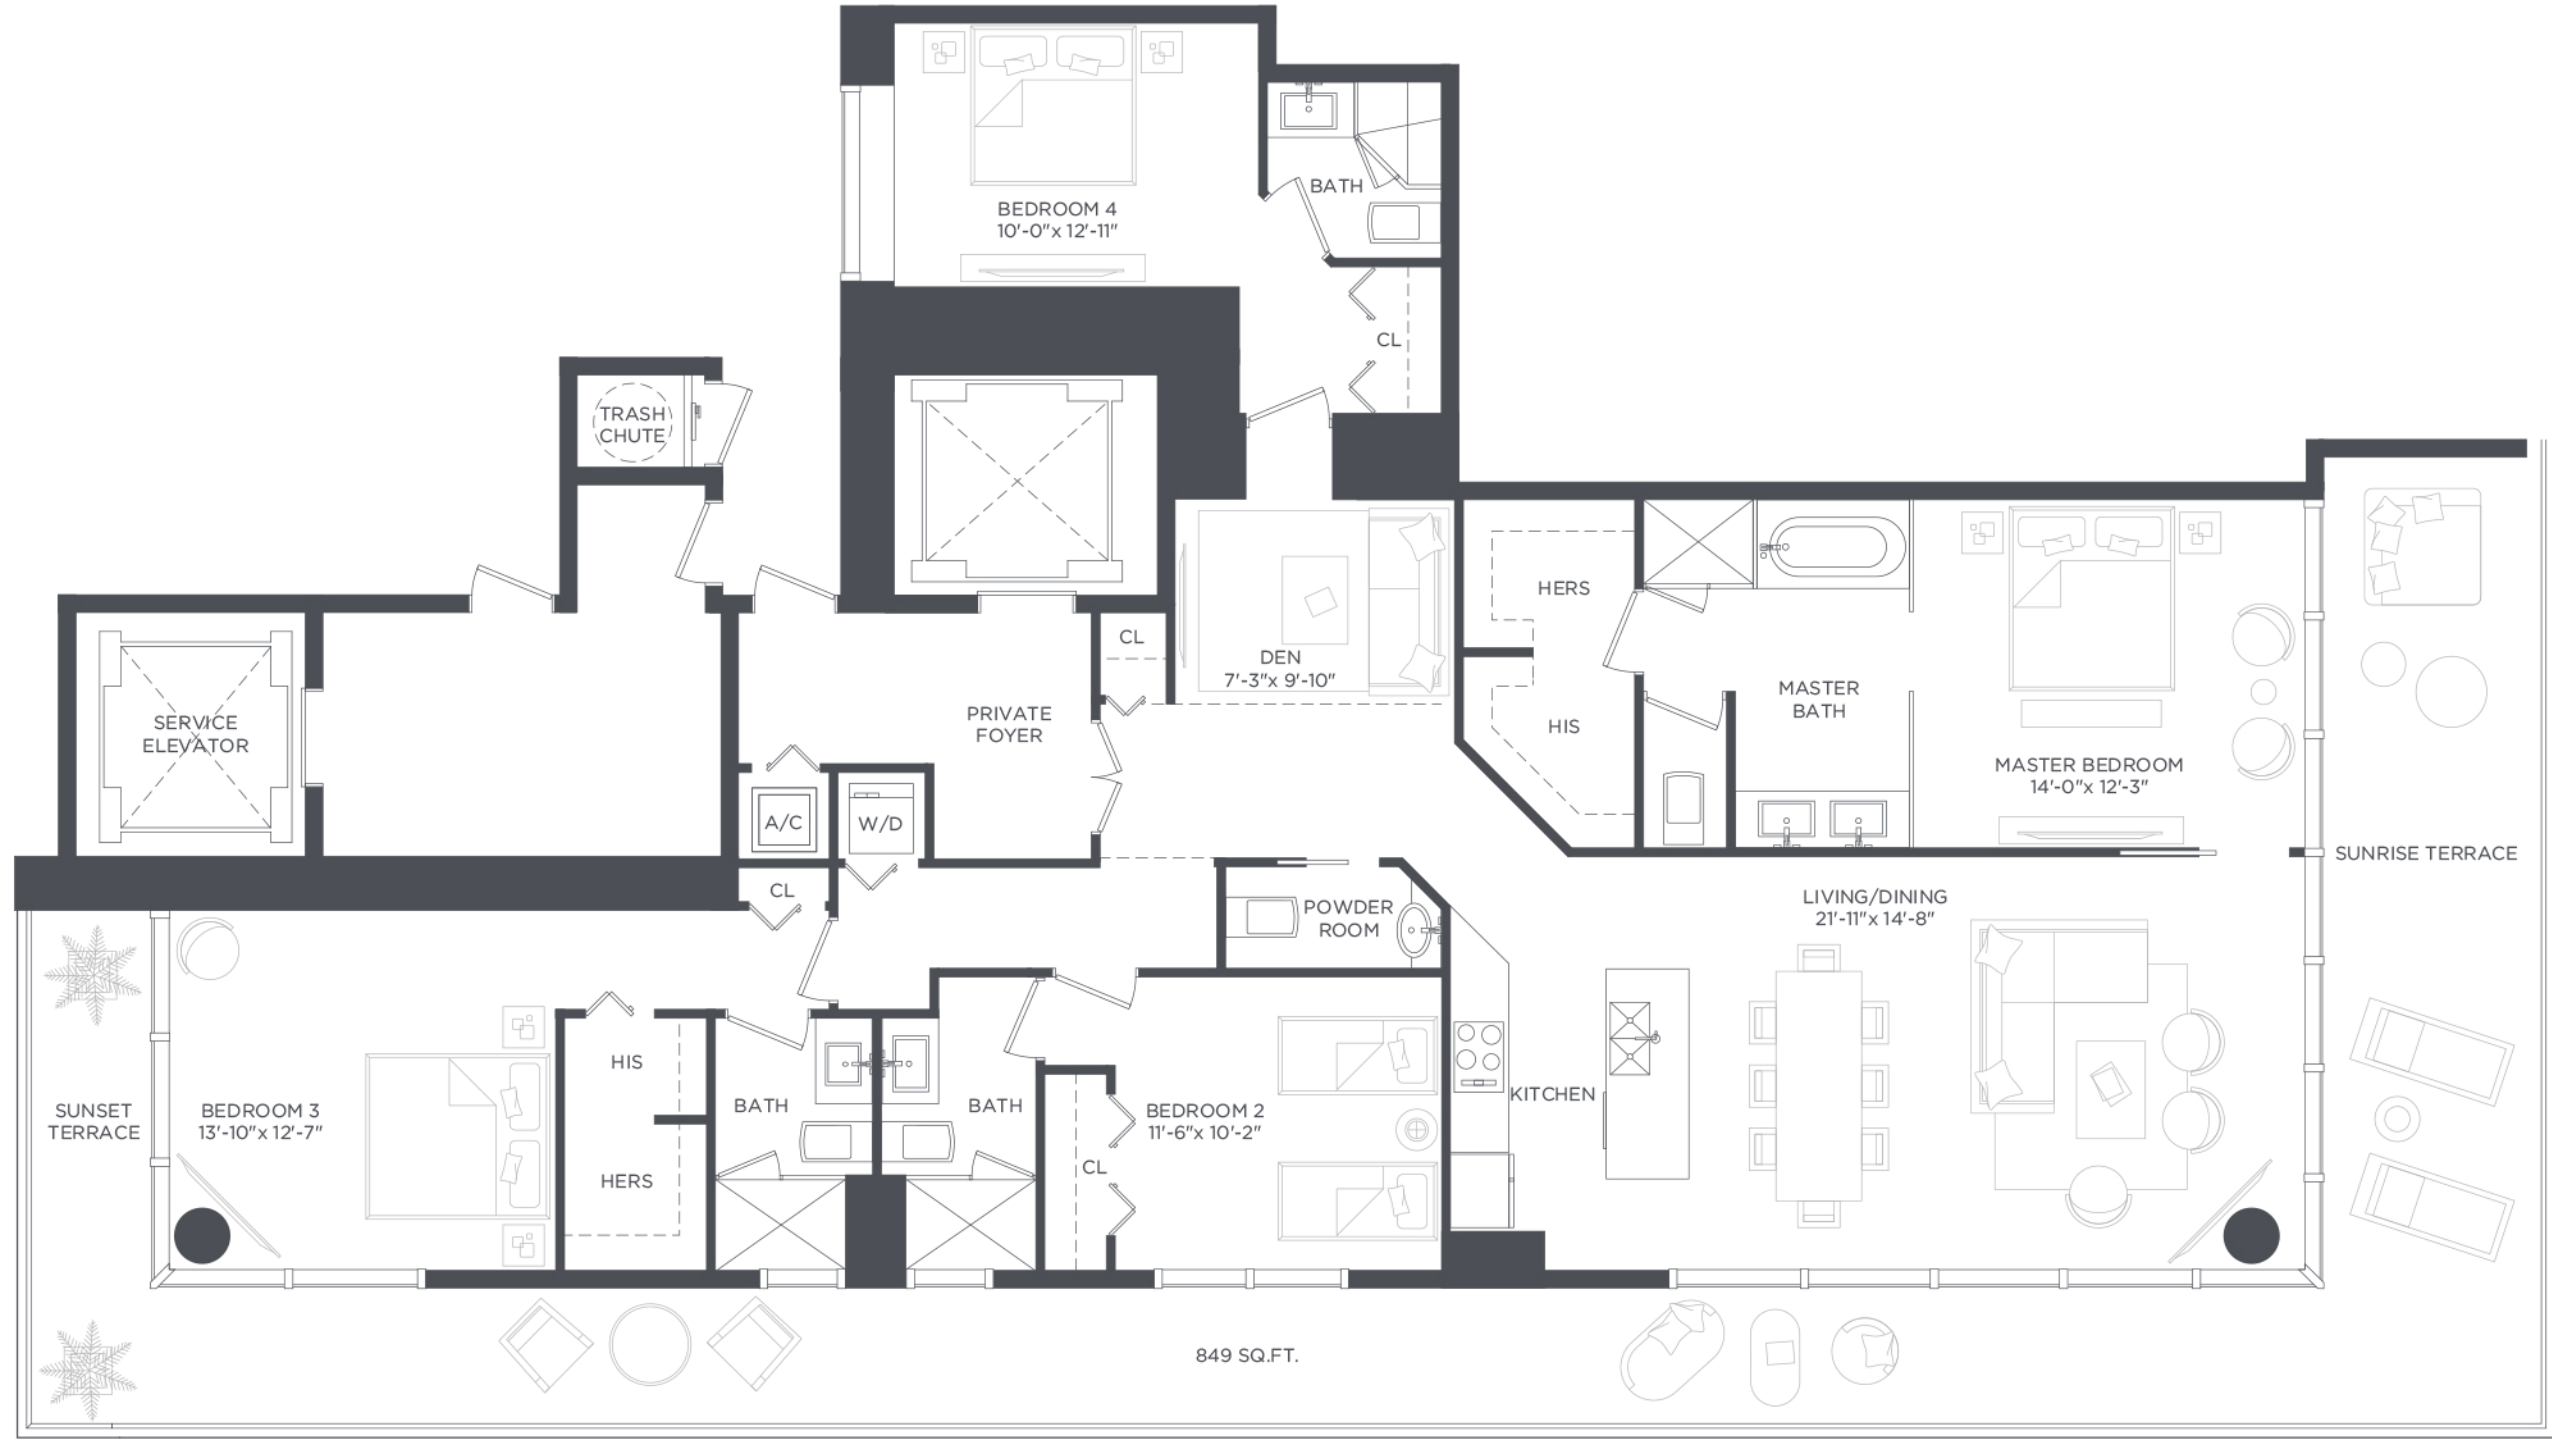 BEDROOM 4
10'-0"x 12'-11"
BATH
CL
TRASH
CHUTE
HERS
HIS
CL
DEN
7'-3"x 9'-10"
MASTER
BATH
MASTER BEDROOM
14'-0"x 12'-3"
SERVICE
ELEVATOR
PRIVATE
FOYER
A/C
W/D
CL
POWDER
ROOM
LIVING/DINING
21'-11"x 14'-8"
SUNRISE TERRACE
SUNSET
TERRACE
BEDROOM 3
13'-10"x 12'-7"
HIS
HERS
BATH
BATH
CL
BEDROOM 2
11'-6"x 10'-2"
KITCHEN
849 SQ.FT.